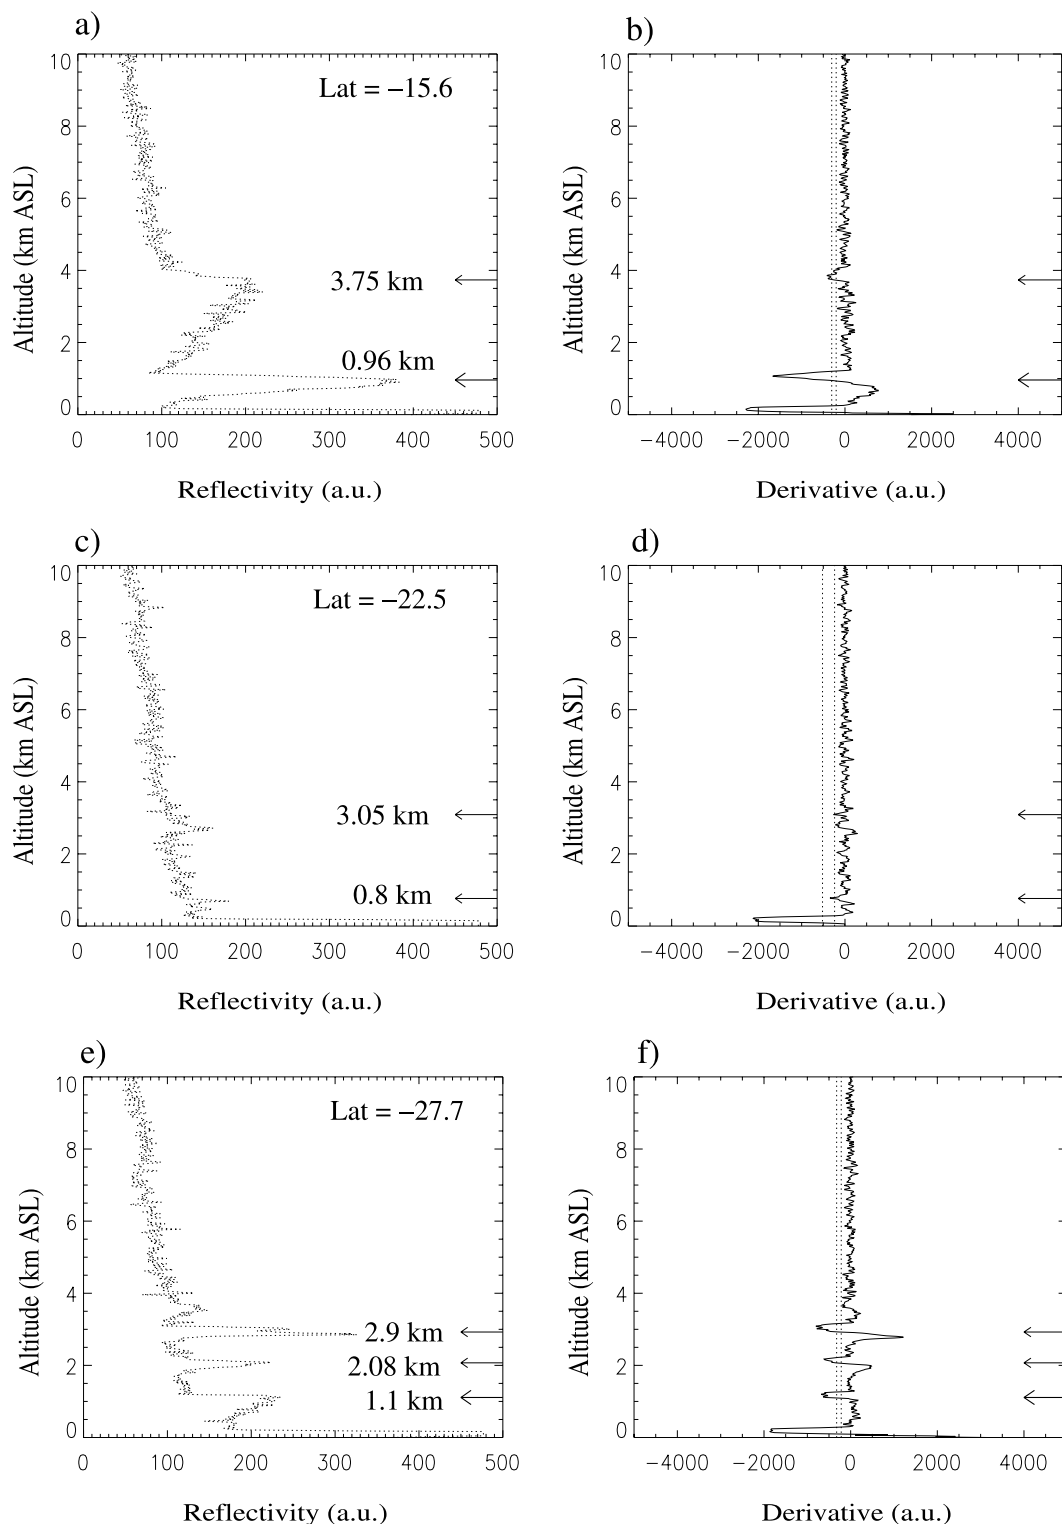 a)
b)
10
8
6
4
2
0
Altitude (km ASL)
Lat = −15.6
3.75 km
0.96 km
0 100 200 300 400 500
Reflectivity (a.u.)
10
8
6
4
2
0
Altitude (km ASL)
−4000 −2000 0 2000 4000
Derivative (a.u.)
c)
d)
10
8
6
4
2
0
Altitude (km ASL)
Lat = −22.5
3.05 km
0.8 km
0 100 200 300 400 500
Reflectivity (a.u.)
10
8
6
4
2
0
Altitude (km ASL)
−4000 −2000 0 2000 4000
Derivative (a.u.)
e)
f)
10
8
6
4
2
0
Altitude (km ASL)
Lat = −27.7
2.9 km
2.08 km
1.1 km
0 100 200 300 400 500
Reflectivity (a.u.)
10
8
6
4
2
0
Altitude (km ASL)
−4000 −2000 0 2000 4000
Derivative (a.u.)